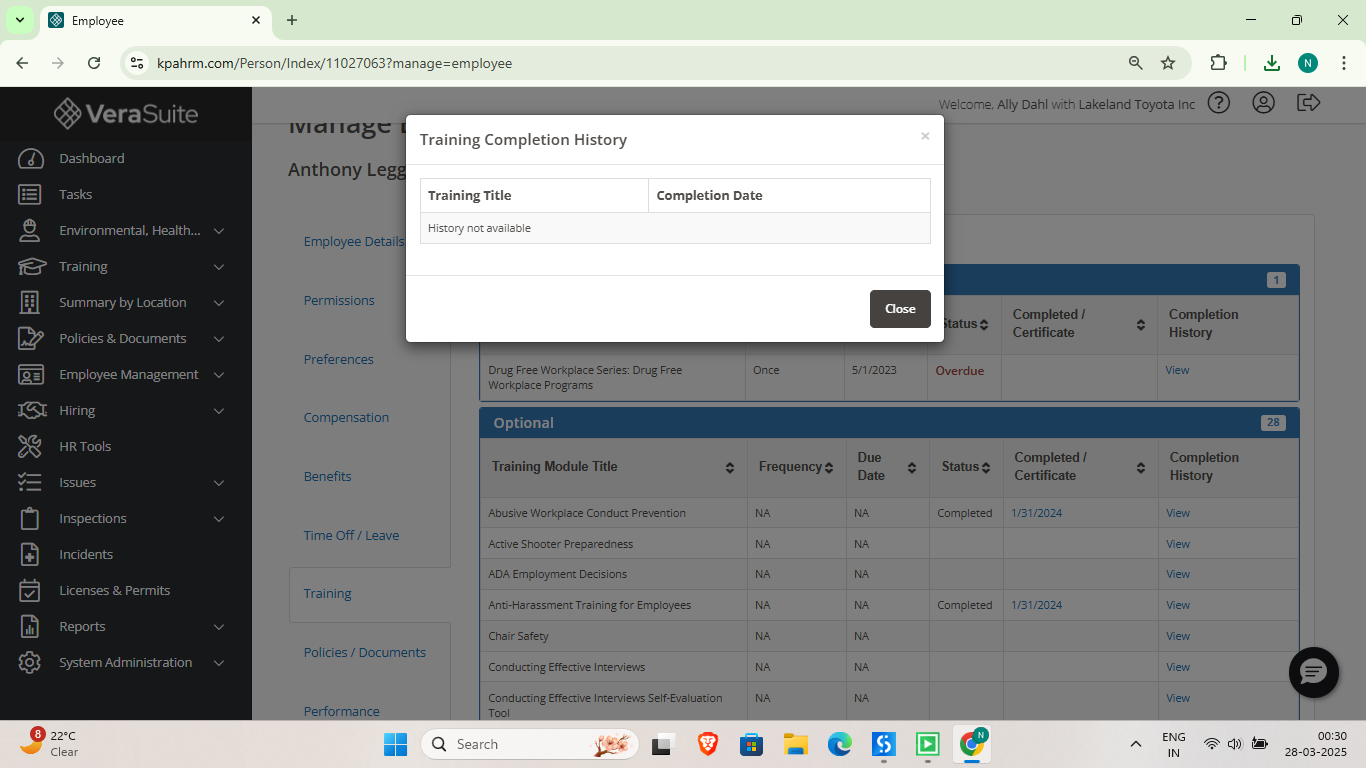 Employee
kpahrm.com/Person/Index/11027063?manage=employee
N
VeraSuite
Welcome, Ally Dahl with Lakeland Toyota Inc
Dashboard
Tasks
Environmental, Health...
Training
Summary by Location
Policies & Documents
Employee Management
Hiring
HR Tools
Issues
Inspections
Incidents
Licenses & Permits
Reports
System Administration
Anthony Legg
Employee Details
Permissions
Preferences
Compensation
Benefits
Time Off / Leave
Training
Policies / Documents
Performance
Training Completion History
×
Training Title Completion Date
History not available
Close
1
Status Completed / Certificate Completion History
Drug Free Workplace Series: Drug Free Workplace Programs Once 5/1/2023 Overdue View
Optional 28
Training Module Title Frequency Due Date Status Completed / Certificate Completion History
Abusive Workplace Conduct Prevention NA NA Completed 1/31/2024 View
Active Shooter Preparedness NA NA View
ADA Employment Decisions NA NA View
Anti-Harassment Training for Employees NA NA Completed 1/31/2024 View
Chair Safety NA NA View
Conducting Effective Interviews NA NA View
Conducting Effective Interviews Self-Evaluation Tool NA NA View
8
22°C
Clear
Search
N
ENG
IN
00:30
28-03-2025